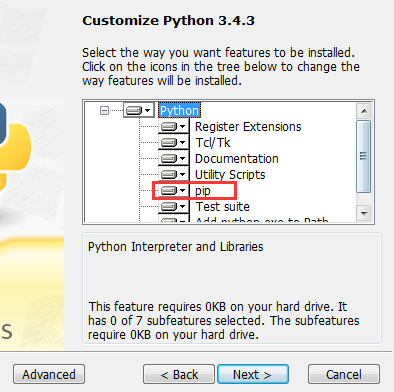 Customize Python 3.4.3
Select the way you want features to be installed.
Click on the icons in the tree below to change the
way features will be installed.
Python
Register Extensions
Tcl/Tk
Documentation
Utility Scripts
pip
Test suite
Add python.exe to Path
Python Interpreter and Libraries
This feature requires 0KB on your hard drive. It
has 0 of 7 subfeatures selected. The subfeatures
require 0KB on your hard drive.
s
Advanced
< Back
Next >
Cancel